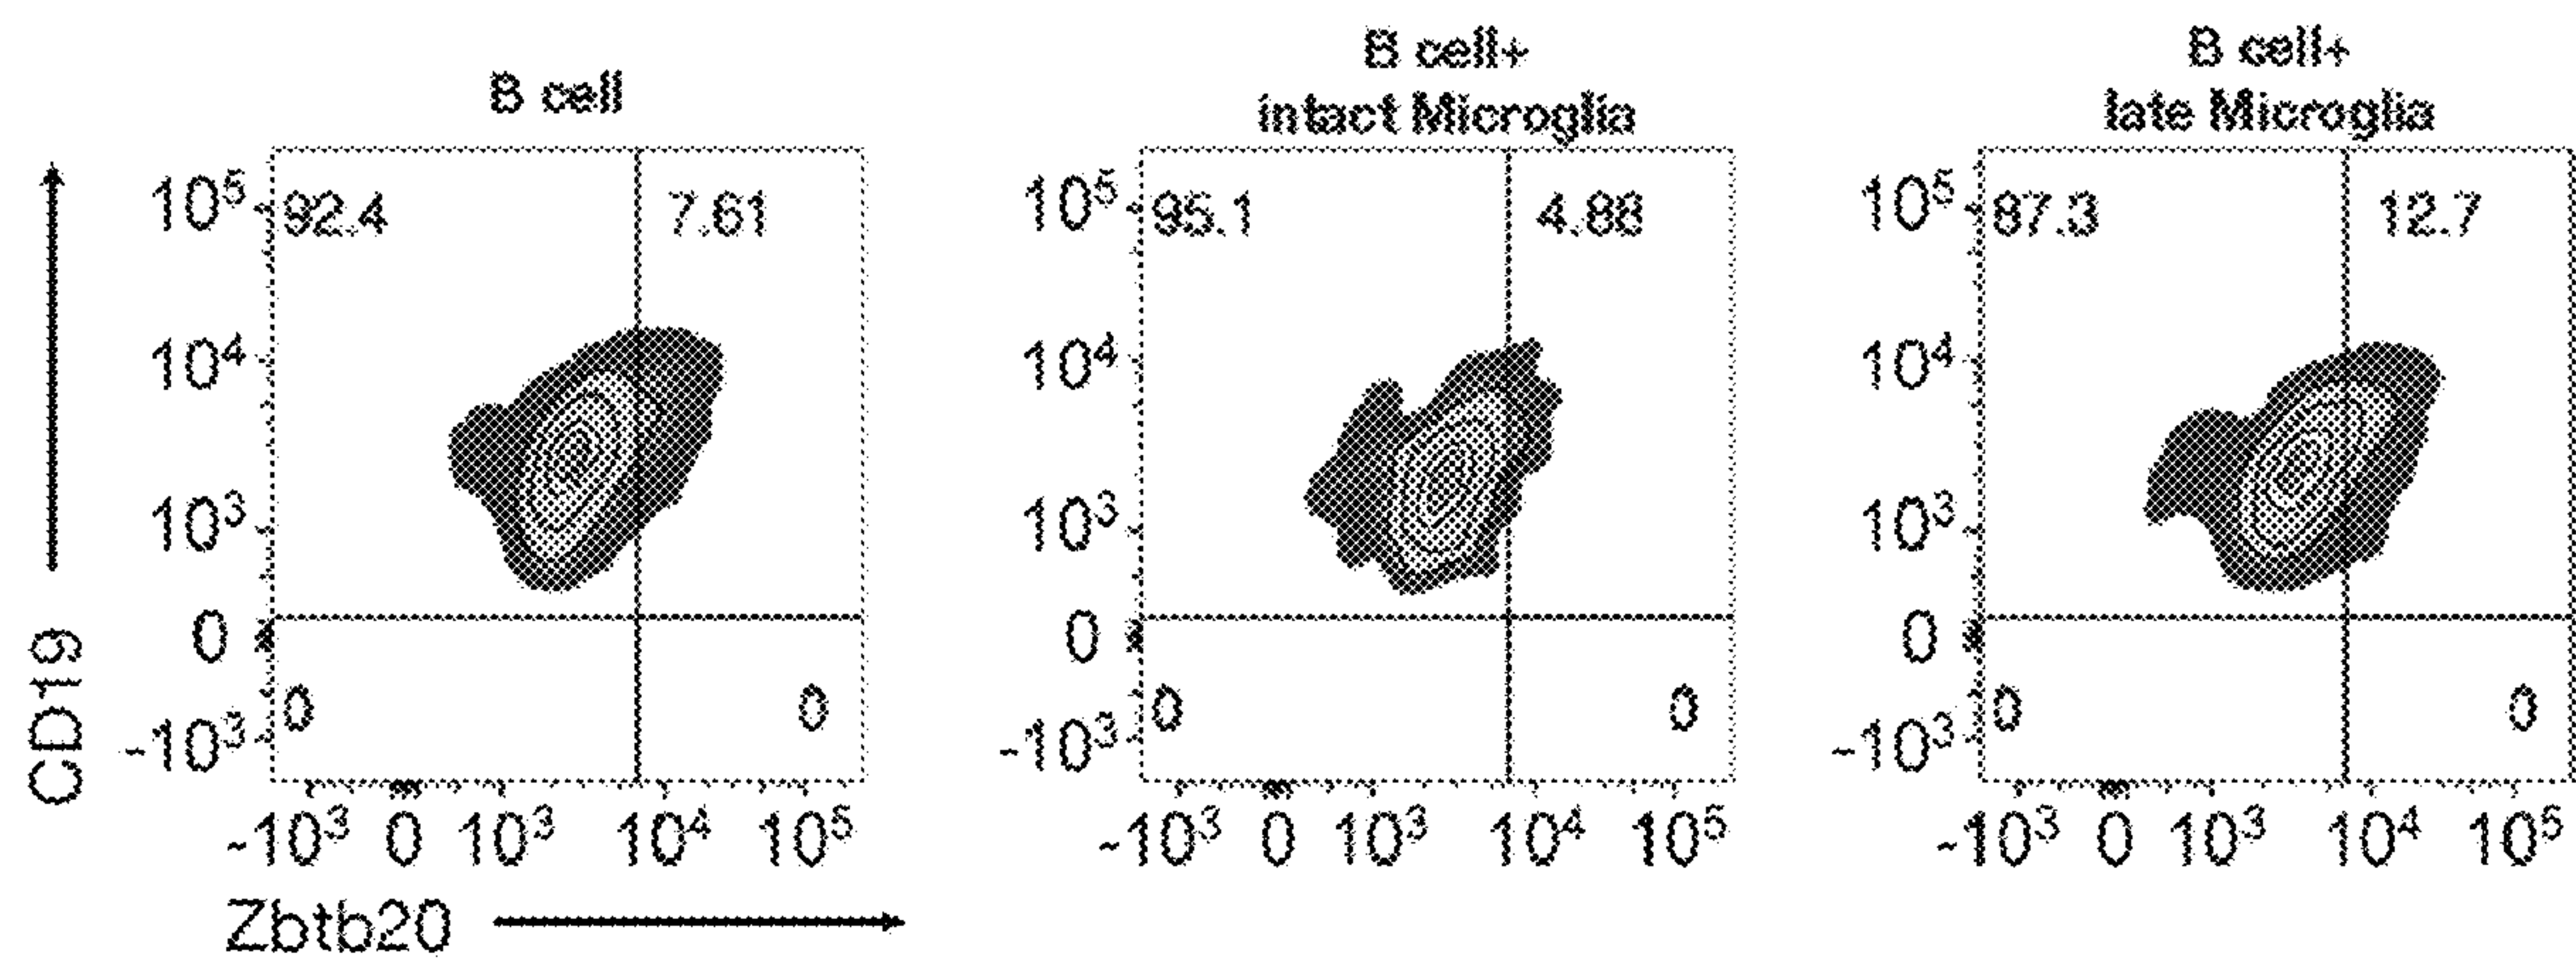 B cell
B cell+
intact Microglia
B cell+
late Microglia
CD19
10⁵
10⁴
10³
0
-10³
92.4
7.61
0
0
-10³ 0 10³ 10⁴ 10⁵
10⁵
10⁴
10³
0
-10³
95.1
4.88
0
0
-10³ 0 10³ 10⁴ 10⁵
10⁵
10⁴
10³
0
-10³
87.3
12.7
0
0
-10³ 0 10³ 10⁴ 10⁵
Zbtb20